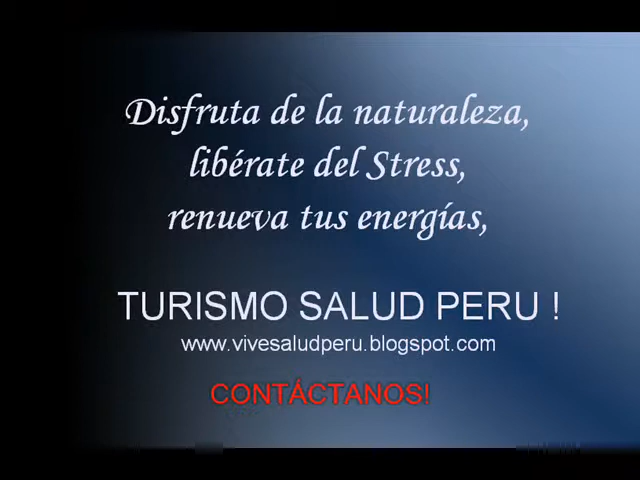 Disfruta de la naturaleza,
libérate del Stress,
renueva tus energías,
TURISMO SALUD PERU !
www.vivesaludperu.blogspot.com
CONTÁCTANOS!